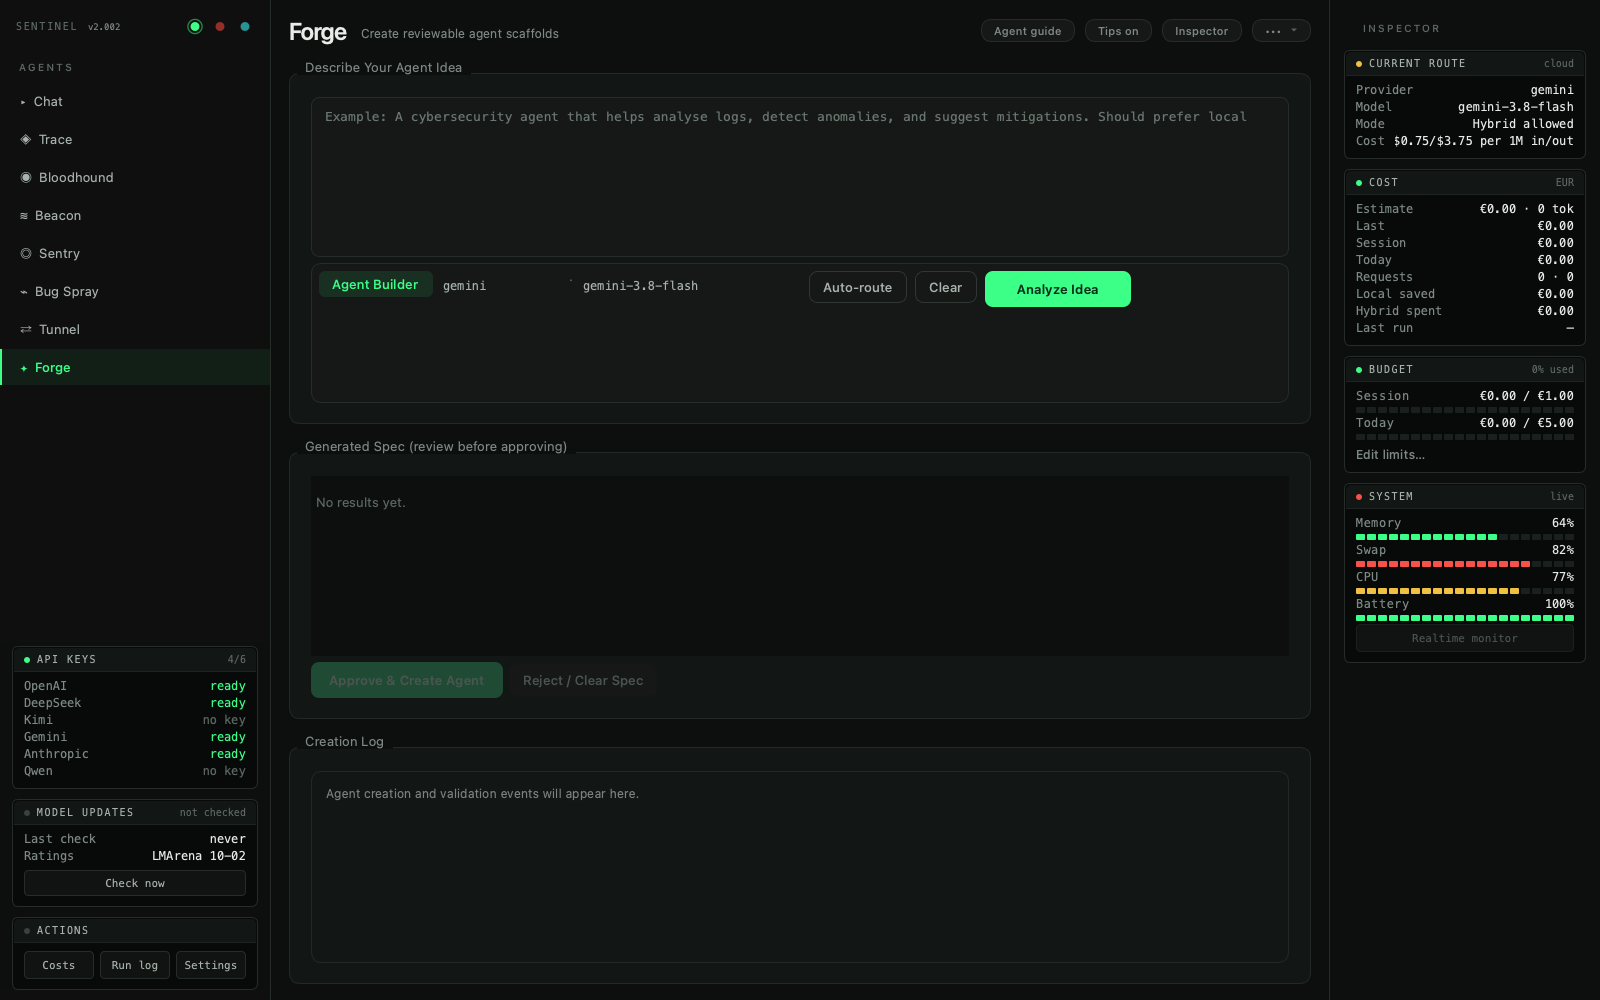 SENTINEL v2.002
AGENTS
Chat
Trace
Bloodhound
Beacon
Sentry
Bug Spray
Tunnel
Forge
API KEYS 4/6
OpenAI ready
DeepSeek ready
Kimi no key
Gemini ready
Anthropic ready
Qwen no key
MODEL UPDATES not checked
Last check never
Ratings LMArena 10-02
Check now
ACTIONS
Costs Run log Settings
Forge Create reviewable agent scaffolds
Agent guide Tips on Inspector ...
Describe Your Agent Idea
Example: A cybersecurity agent that helps analyse logs, detect anomalies, and suggest mitigations. Should prefer local
Agent Builder gemini gemini-3.8-flash Auto-route Clear Analyze Idea
Generated Spec (review before approving)
No results yet.
Approve & Create Agent Reject / Clear Spec
Creation Log
Agent creation and validation events will appear here.
INSPECTOR
CURRENT ROUTE cloud
Provider gemini
Model gemini-3.8-flash
Mode Hybrid allowed
Cost $0.75/$3.75 per 1M in/out
COST EUR
Estimate €0.00 · 0 tok
Last €0.00
Session €0.00
Today €0.00
Requests 0 · 0
Local saved €0.00
Hybrid spent €0.00
Last run —
BUDGET 0% used
Session €0.00 / €1.00
Today €0.00 / €5.00
Edit limits…
SYSTEM live
Memory 64%
Swap 82%
CPU 77%
Battery 100%
Realtime monitor